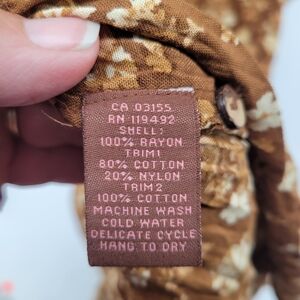 CA 03155
RN 119492
SHELL:
100% RAYON
TRIM1
80% COTTON
20% NYLON
TRIM2
100% COTTON
MACHINE WASH
COLD WATER
DELICATE CYCLE
HANG TO DRY